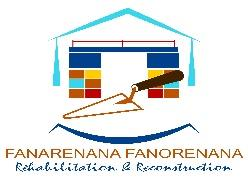 FANARENANA FANORENANA
Rehabilitation & Reconstruction